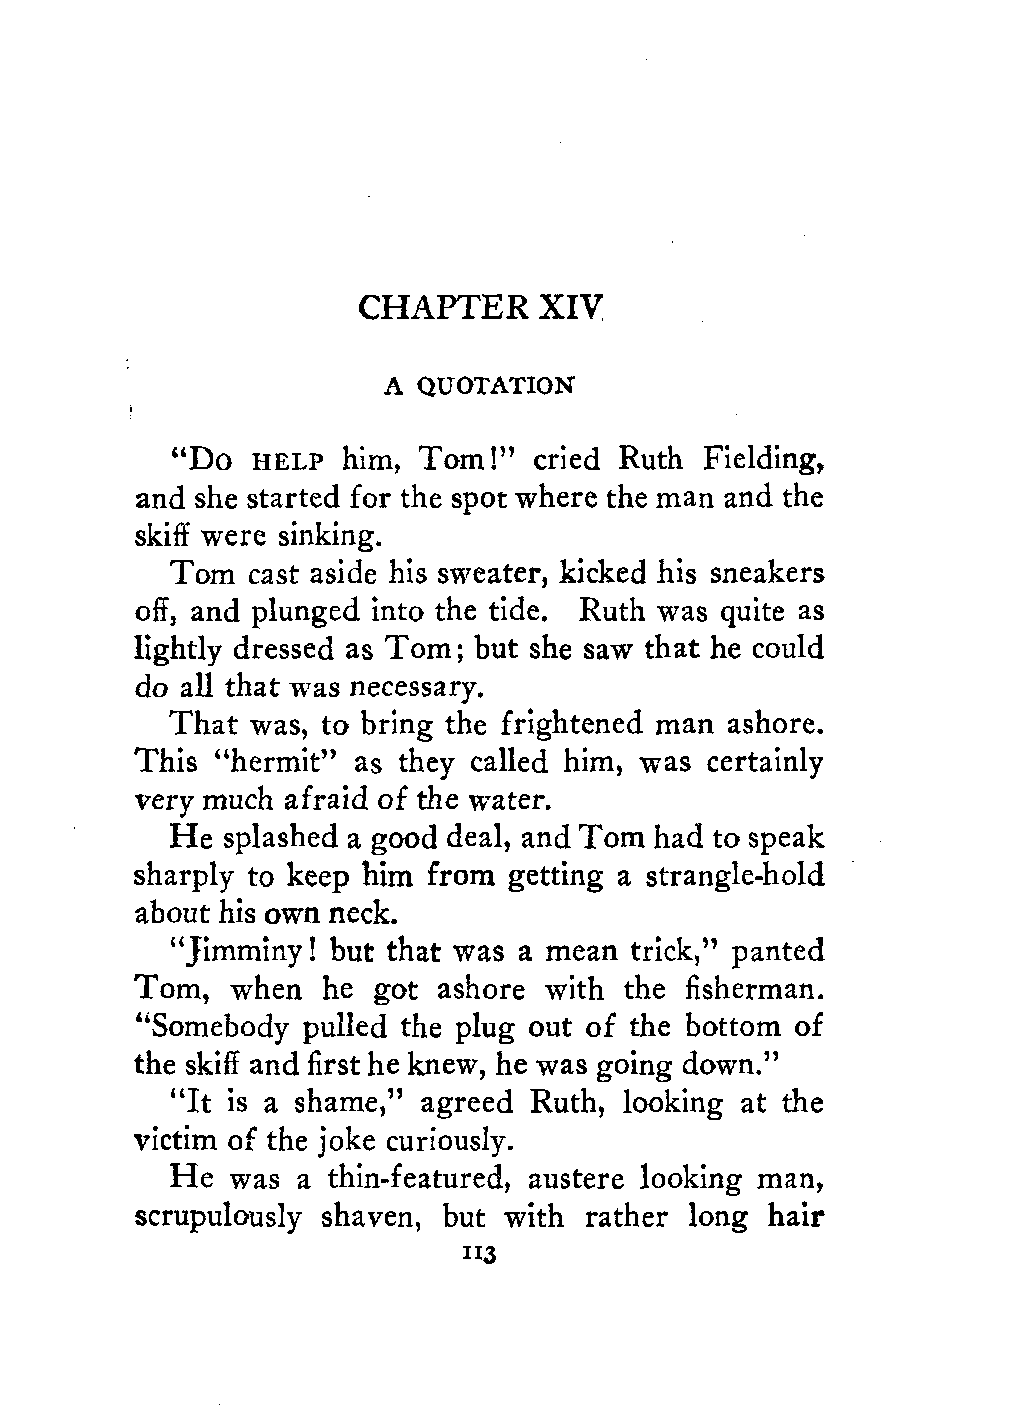 CHAPTER XIV
A QUOTATION
“DO HELP him, Tom!” cried Ruth Fielding,
and she started for the spot where the man and the
skiff were sinking.
Tom cast aside his sweater, kicked his sneakers
off, and plunged into the tide. Ruth was quite as
lightly dressed as Tom; but she saw that he could
do all that was necessary.
That was, to bring the frightened man ashore.
This “hermit” as they called him, was certainly
very much afraid of the water.
He splashed a good deal, and Tom had to speak
sharply to keep him from getting a strangle-hold
about his own neck.
“Jimminy! but that was a mean trick,” panted
Tom, when he got ashore with the fisherman.
“Somebody pulled the plug out of the bottom of
the skiff and first he knew, he was going down.”
“It is a shame,” agreed Ruth, looking at the
victim of the joke curiously.
He was a thin-featured, austere looking man,
scrupulously shaven, but with rather long hair
113